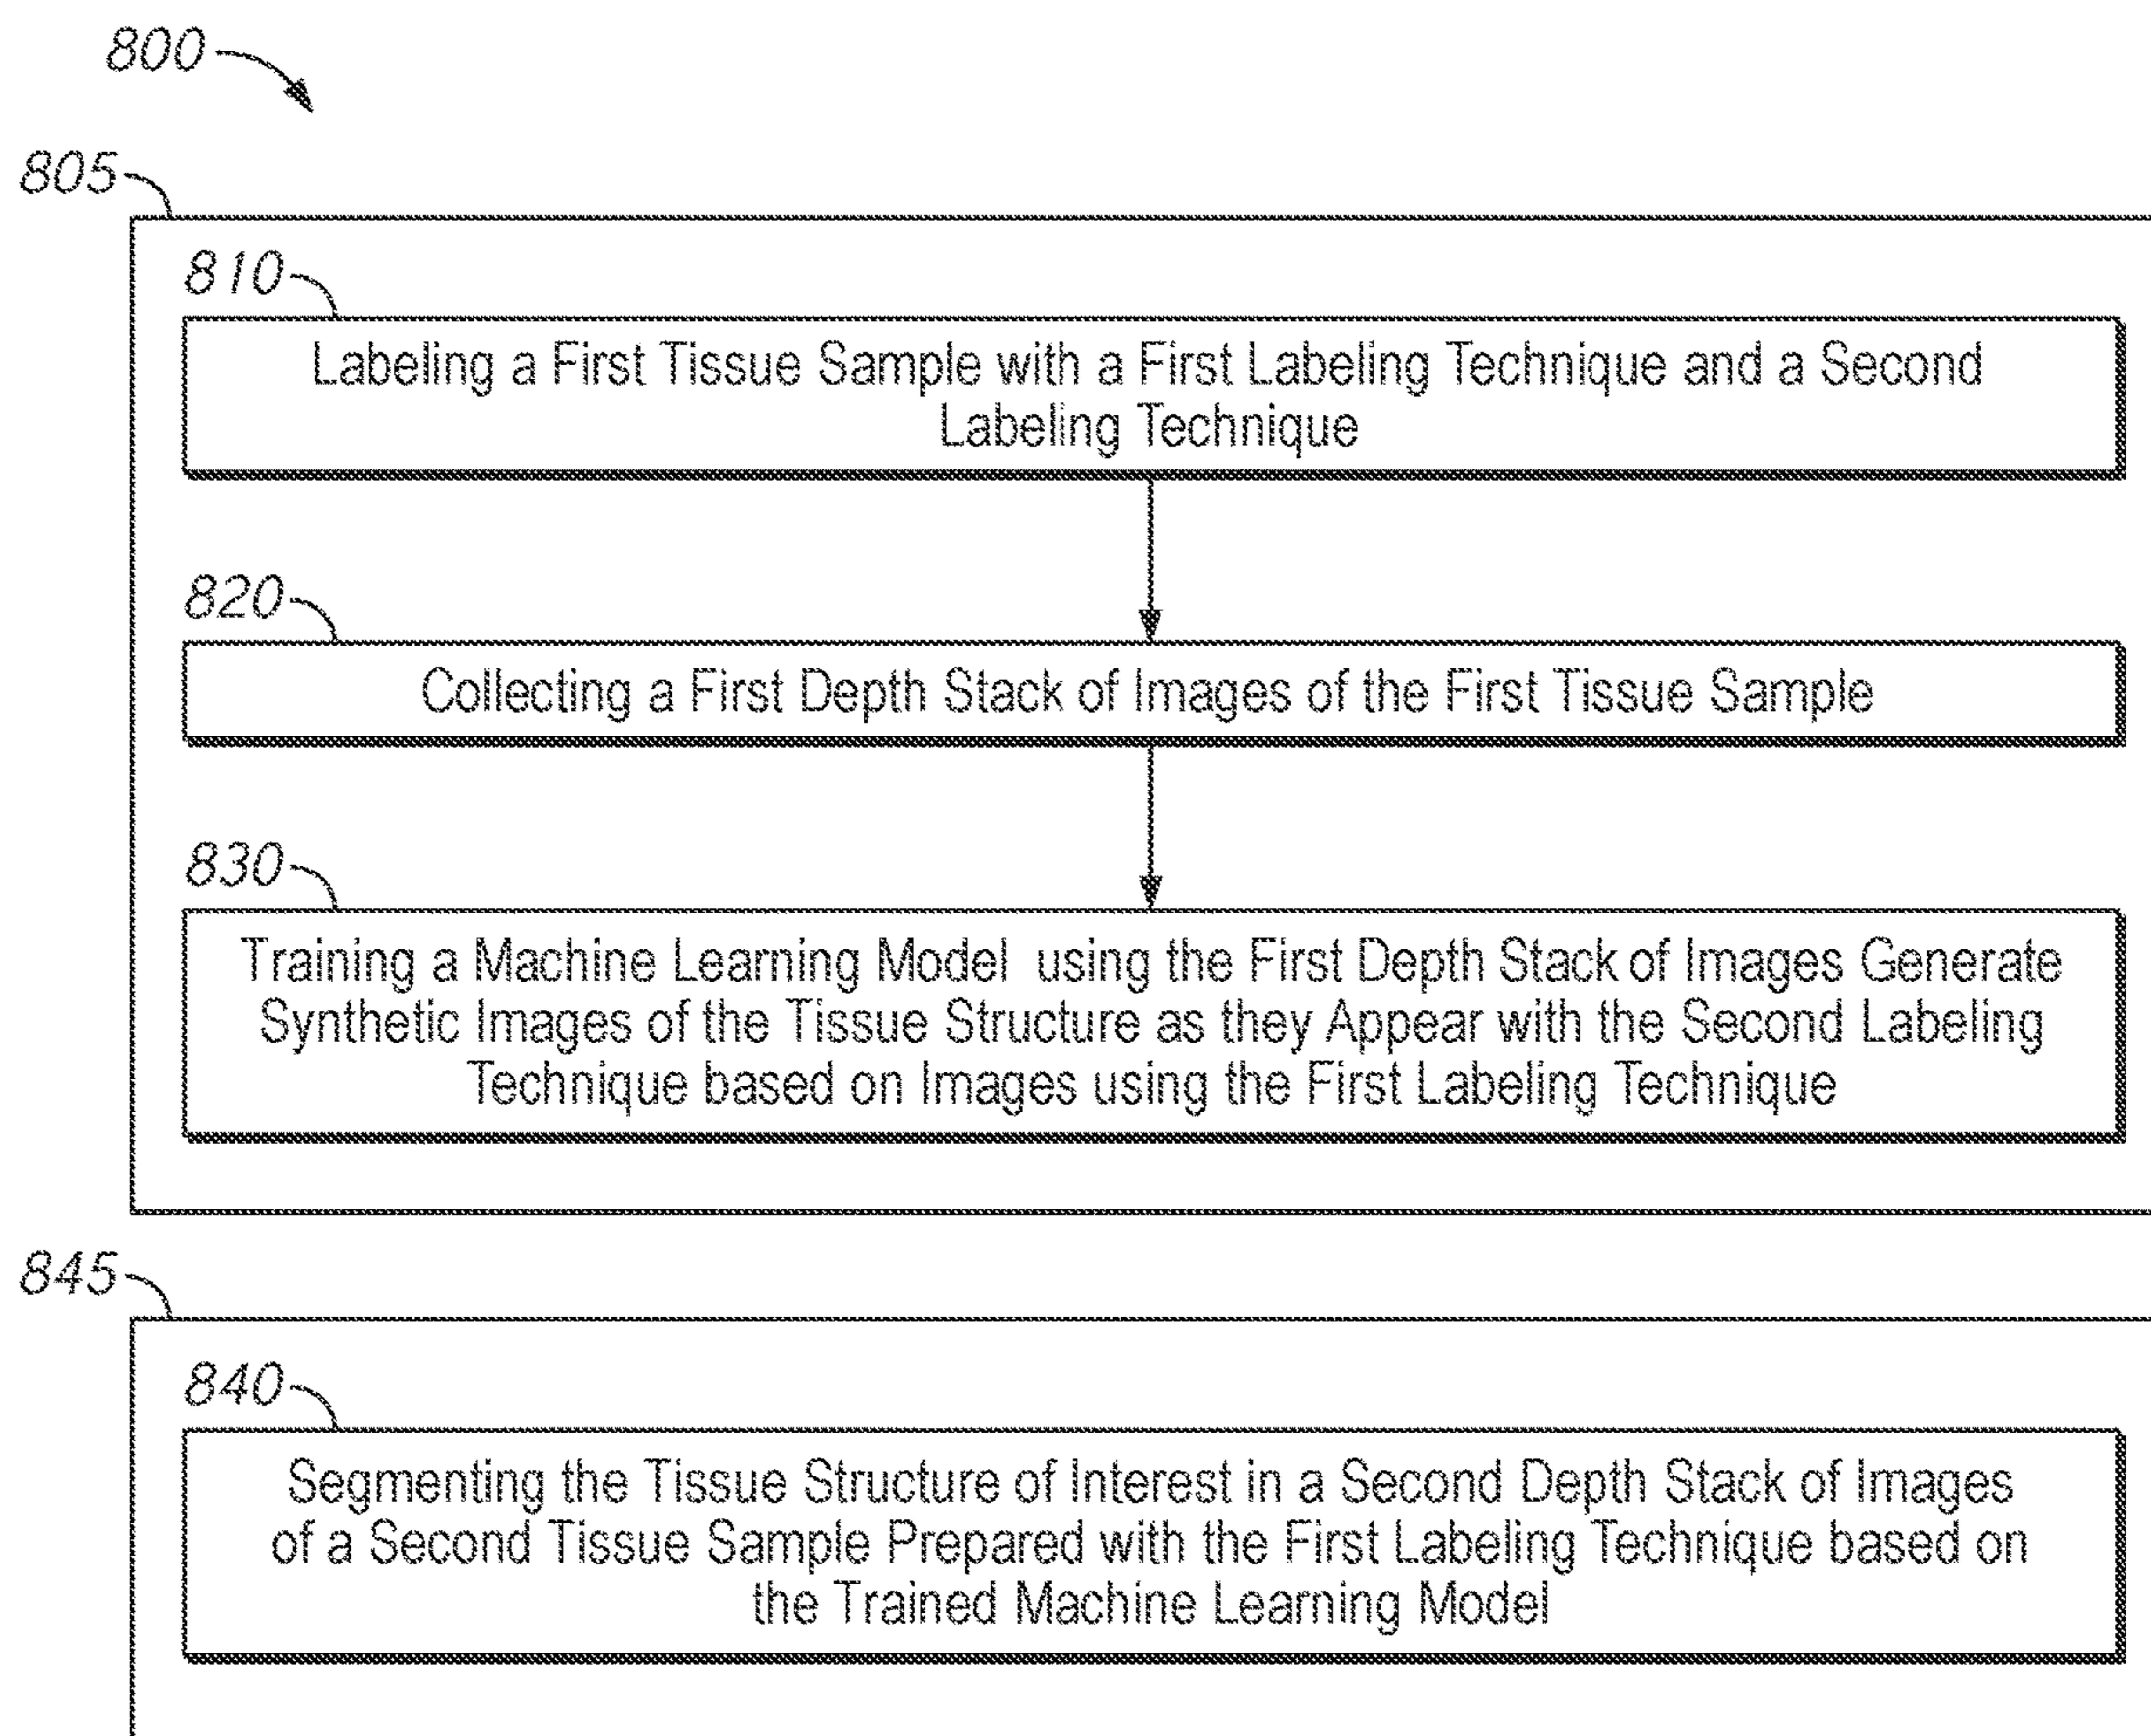 800
805
810
Labeling a First Tissue Sample with a First Labeling Technique and a Second
Labeling Technique
820
Collecting a First Depth Stack of Images of the First Tissue Sample
830
Training a Machine Learning Model using the First Depth Stack of Images Generate
Synthetic Images of the Tissue Structure as they Appear with the Second Labeling
Technique based on Images using the First Labeling Technique
845
840
Segmenting the Tissue Structure of Interest in a Second Depth Stack of Images
of a Second Tissue Sample Prepared with the First Labeling Technique based on
the Trained Machine Learning Model